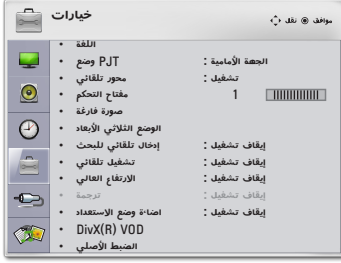 خيارات
موافق ◉ نقل
• اللغة
• وضع PJT : الجهة الأمامية
• محور تلقائي : تشغيل
• مفتاح التحكم 1
• صورة فارغة
• الوضع الثلاثي الأبعاد
• إدخال تلقائي للبحث : إيقاف تشغيل
• تشغيل تلقائي : إيقاف تشغيل
• الارتفاع العالي : إيقاف تشغيل
• ترجمة : إيقاف تشغيل
• اضاءة وضع الاستعداد : إيقاف تشغيل
• DivX(R) VOD
• الضبط الأصلي